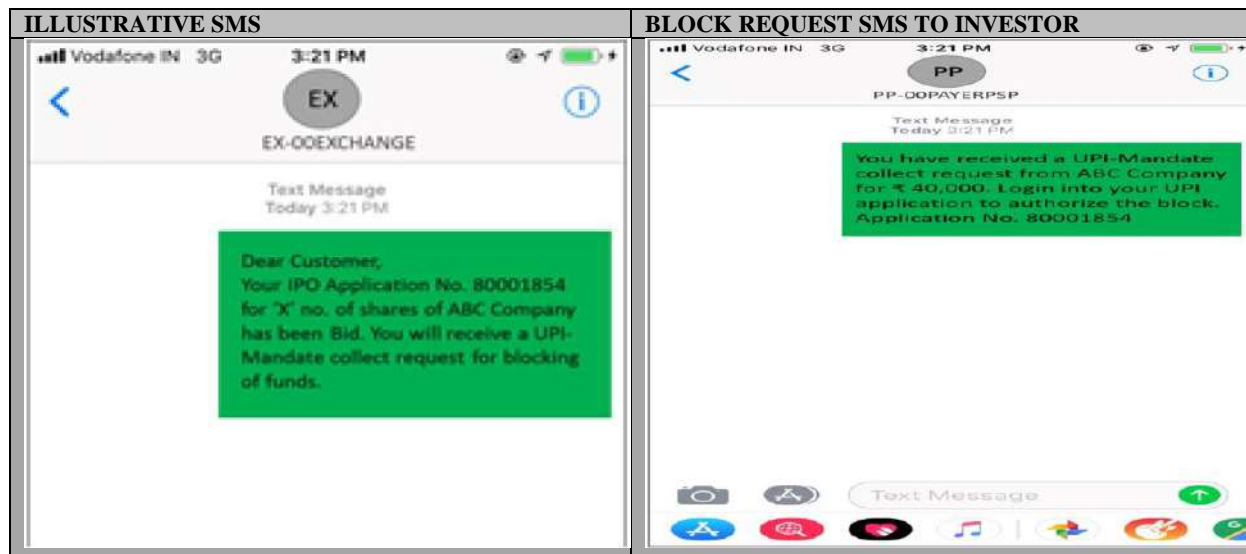 ILLUSTRATIVE SMS
Vodafone IN 3G 3:21 PM
EX
EX-00EXCHANGE
Text Message
Today 3:21 PM
Dear Customer,
Your IPO Application No. 80001854
for 'X' no. of shares of ABC Company
has been Bid. You will receive a UPI-
Mandate collect request for blocking
of funds.
BLOCK REQUEST SMS TO INVESTOR
Vodafone IN 3G 3:21 PM
PP
PP-00PAYERPSP
Text Message
Today 3:21 PM
You have received a UPI-Mandate
collect request from ABC Company
for ₹ 40,000. Login into your UPI
application to authorize the block.
Application No. 80001854
Text Message